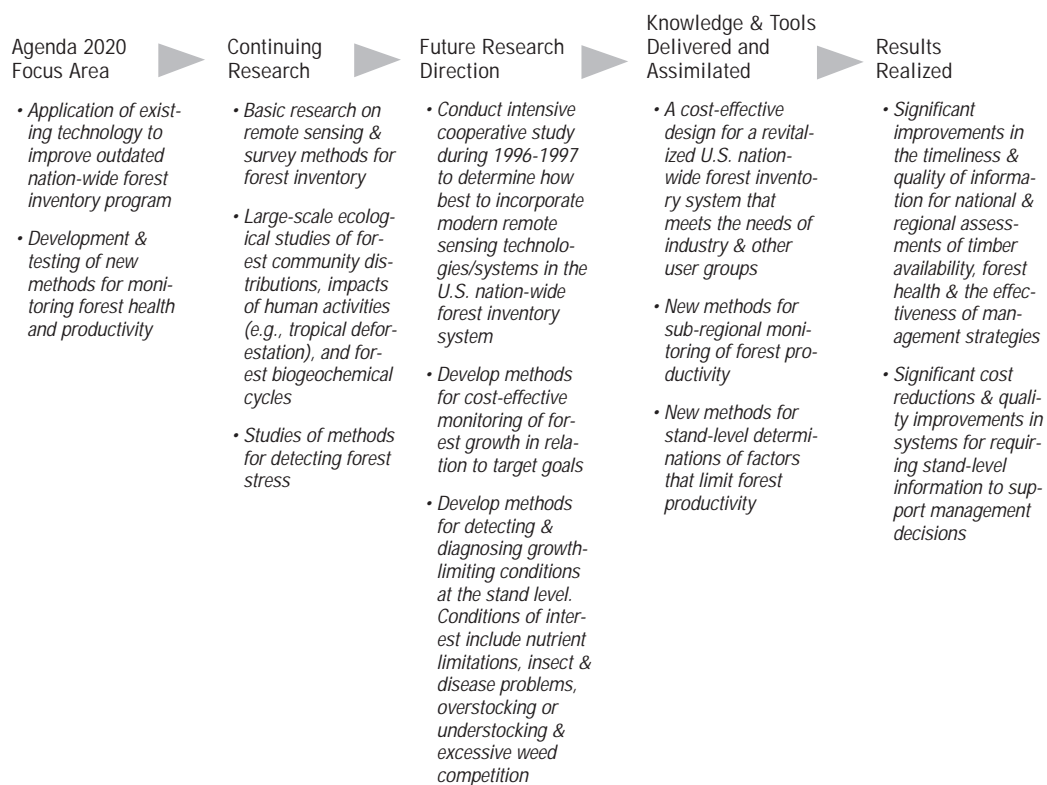 Agenda 2020
Focus Area
• Application of exist-
ing technology to
improve outdated
nation-wide forest
inventory program
• Development &
testing of new
methods for moni-
toring forest health
and productivity
Continuing
Research
• Basic research on
remote sensing &
survey methods for
forest inventory
• Large-scale ecolog-
ical studies of for-
est community dis-
tributions, impacts
of human activities
(e.g., tropical defor-
estation), and for-
est biogeochemical
cycles
• Studies of methods
for detecting forest
stress
Future Research
Direction
• Conduct intensive
cooperative study
during 1996-1997
to determine how
best to incorporate
modern remote
sensing technolo-
gies/systems in the
U.S. nation-wide
forest inventory
system
• Develop methods
for cost-effective
monitoring of for-
est growth in rela-
tion to target goals
• Develop methods
for detecting &
diagnosing growth-
limiting conditions
at the stand level.
Conditions of inter-
est include nutrient
limitations, insect &
disease problems,
overstocking or
understocking &
excessive weed
competition
Knowledge & Tools
Delivered and
Assimilated
• A cost-effective
design for a revital-
ized U.S. nation-
wide forest invento-
ry system that
meets the needs of
industry & other
user groups
• New methods for
sub-regional moni-
toring of forest pro-
ductivity
• New methods for
stand-level determi-
nations of factors
that limit forest
productivity
Results
Realized
• Significant
improvements in
the timeliness &
quality of informa-
tion for national &
regional assess-
ments of timber
availability, forest
health & the effec-
tiveness of man-
agement strategies
• Significant cost
reductions & quali-
ty improvements in
systems for requir-
ing stand-level
information to sup-
port management
decisions